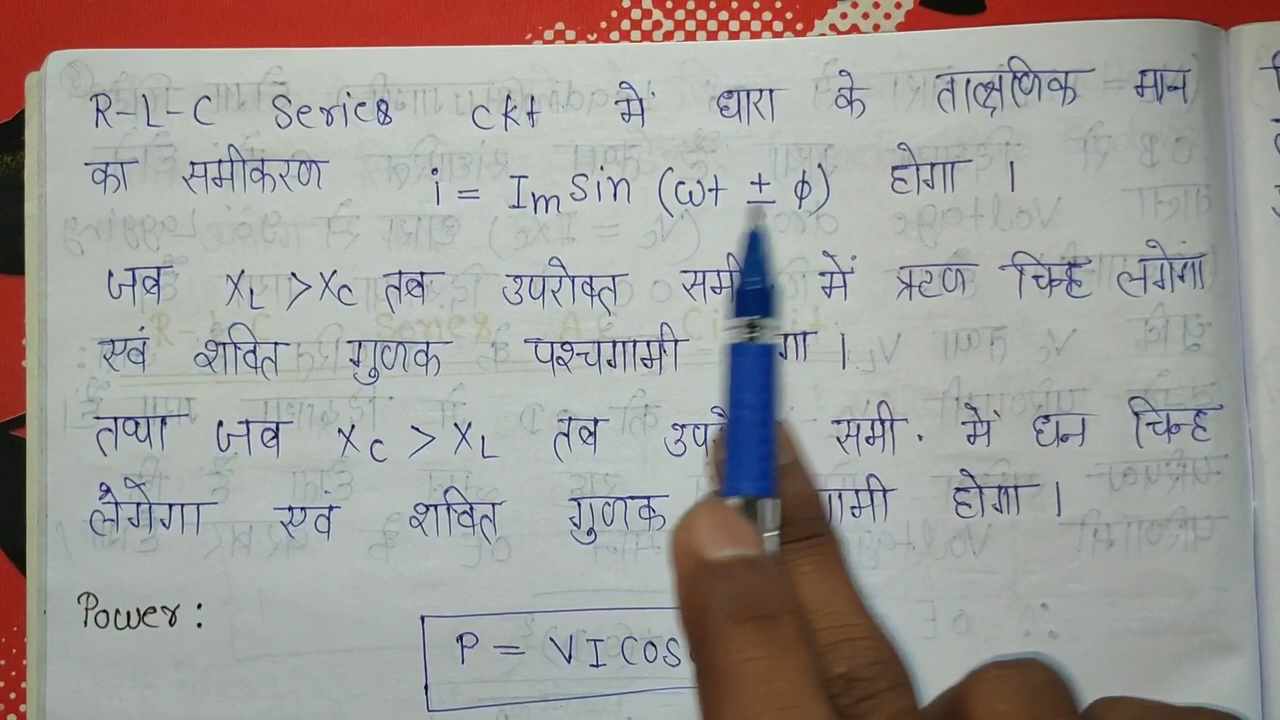 R-L-C Series ckt में धारा के तात्क्षणिक मान
का समीकरण i = Im sin (ωt ± φ) होगा ।
जब XL > XC तब उपरोक्त समी में ऋण चिन्ह लगेगा
एवं शक्ति गुणक पश्चगामी गा ।
तथा जब XC > XL तब समी. में धन चिन्ह
लगेगा एवं शक्ति गुणक गामी होगा ।
Power:
P = VI COS